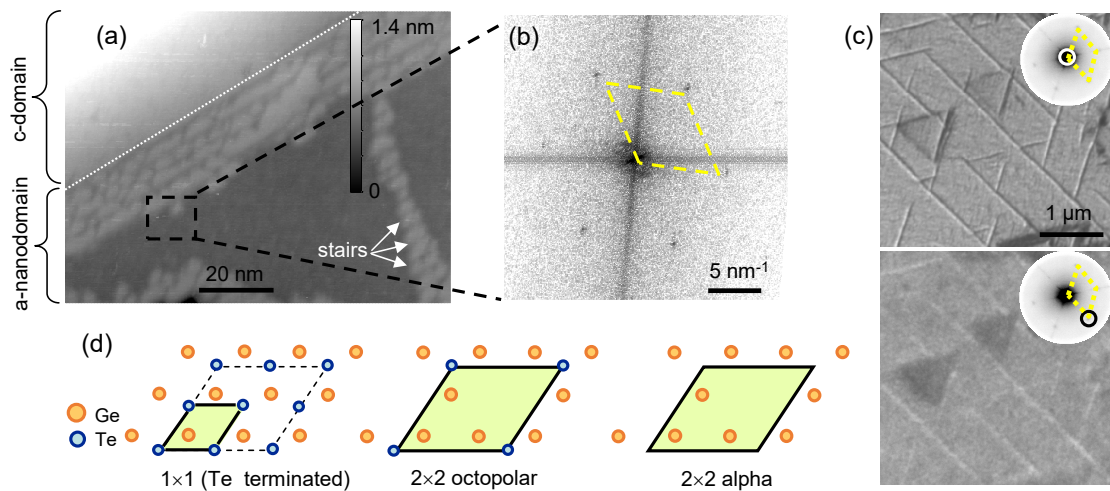 (a)
1.4 nm
0
c-domain
a-nanodomain
stairs
20 nm
(b)
5 nm⁻¹
(c)
1 μm
(d)
Ge
Te
1×1 (Te terminated)
2×2 octopolar
2×2 alpha